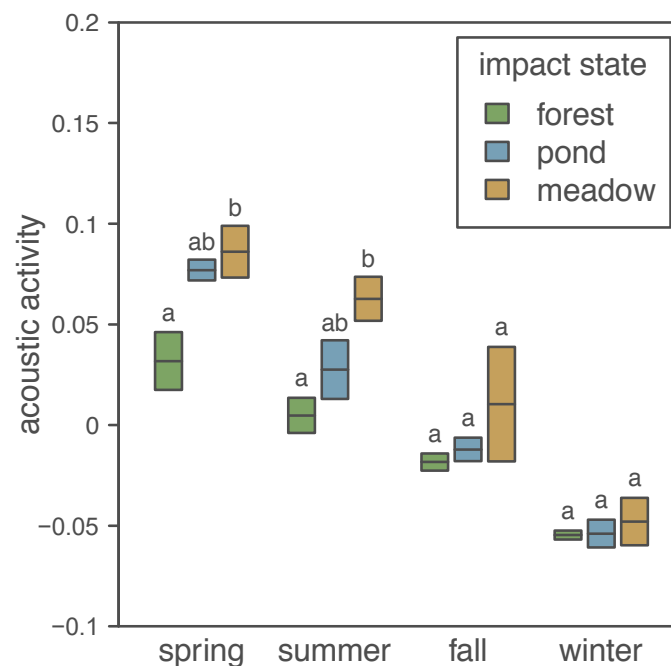 0.2
0.15
0.1
0.05
0
−0.05
−0.1
acoustic activity
impact state
forest
pond
meadow
a
ab
b
a
ab
b
a
a
a
a
a
a
spring
summer
fall
winter